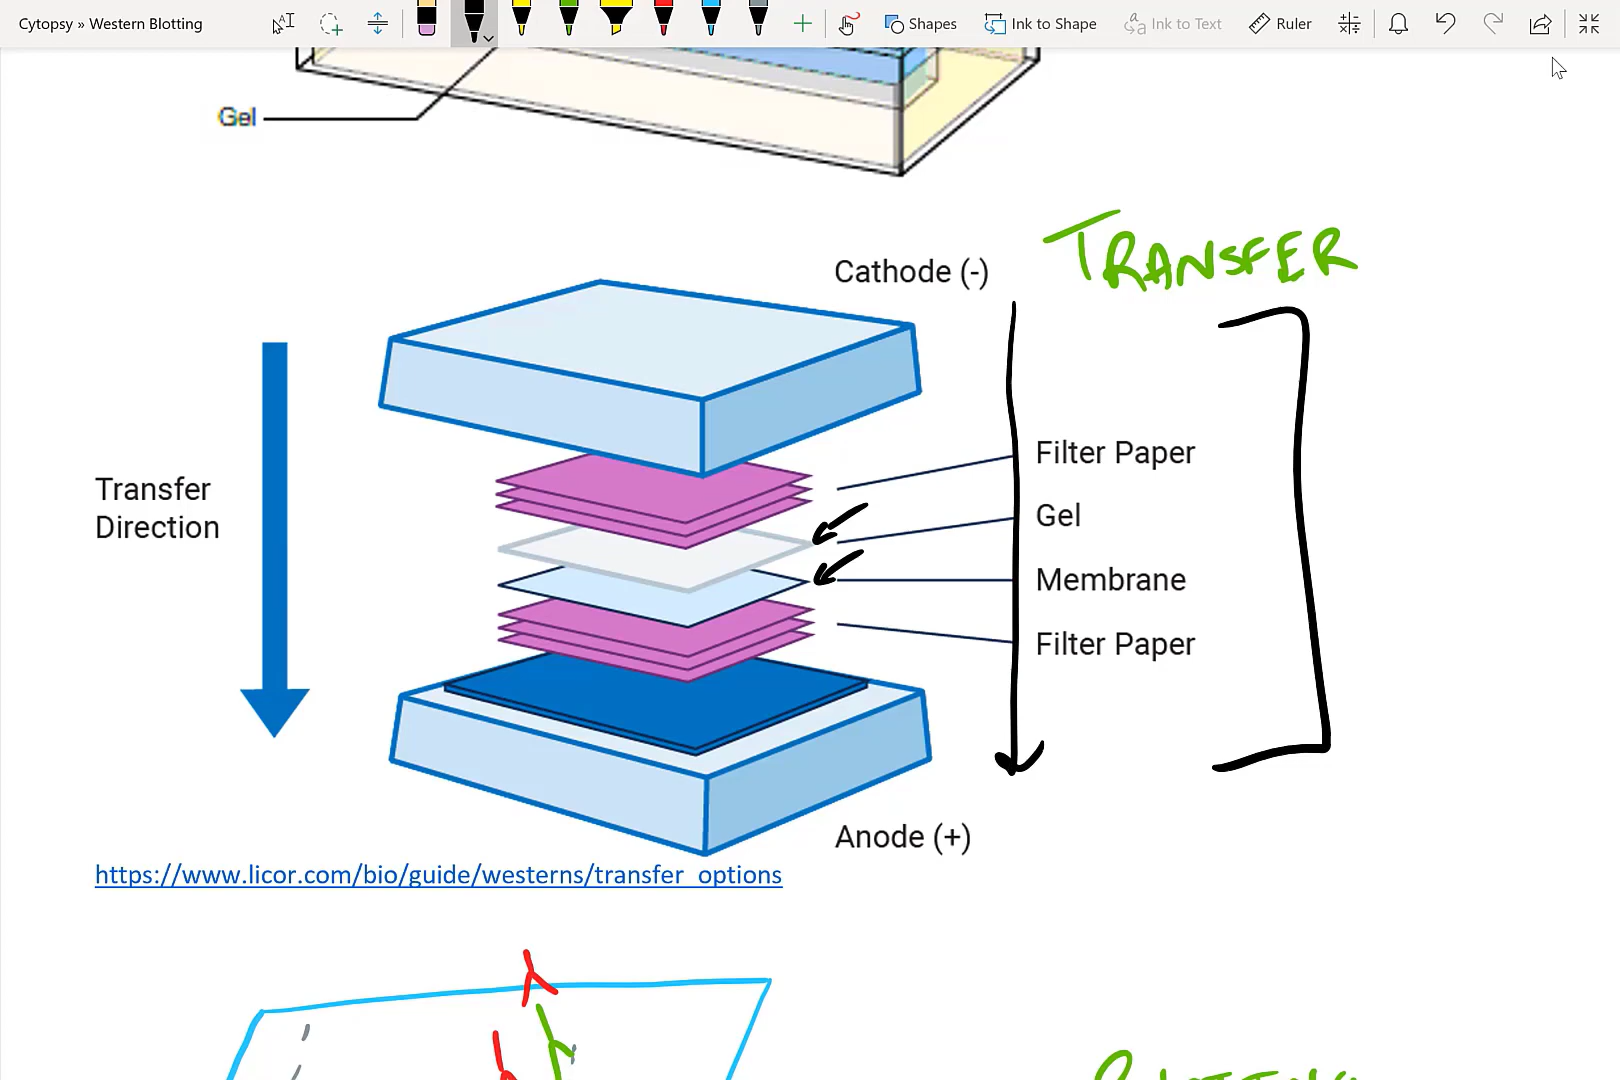 Cytopsy » Western Blotting
Shapes
Ink to Shape
Ink to Text
Ruler
Gel
TRANSFER
Cathode (-)
Transfer
Direction
Filter Paper
Gel
Membrane
Filter Paper
Anode (+)
https://www.licor.com/bio/guide/westerns/transfer_options